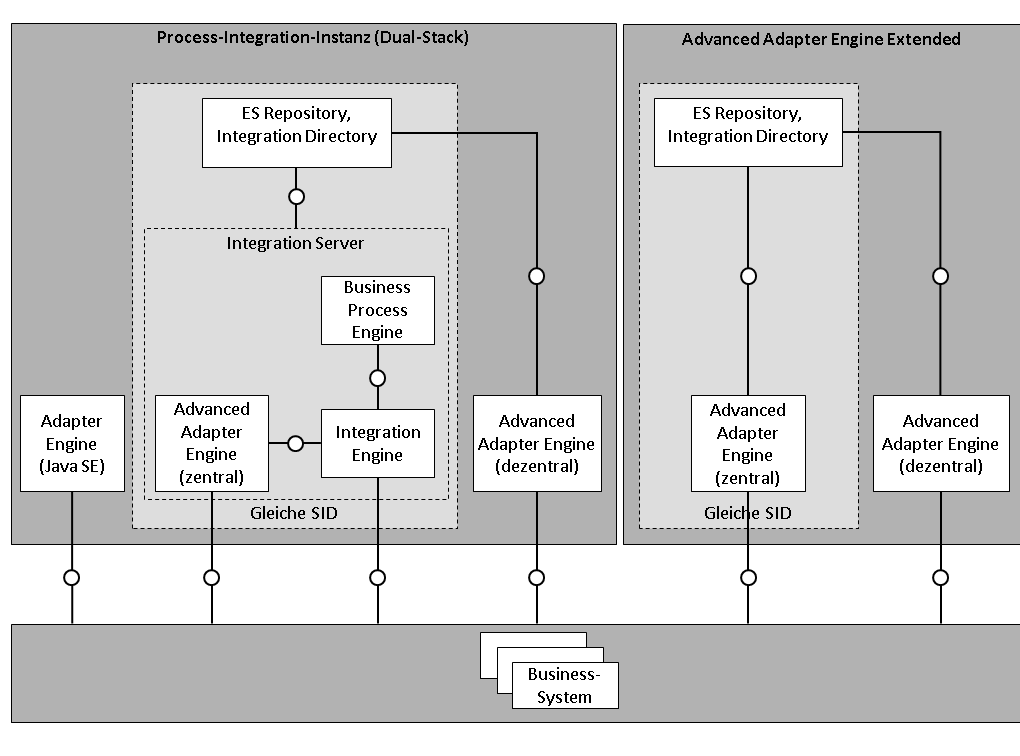 Process-Integration-Instanz (Dual-Stack)
ES Repository,
Integration Directory
Integration Server
Business
Process
Engine
Adapter
Engine
(Java SE)
Advanced
Adapter
Engine
(zentral)
Integration
Engine
Advanced
Adapter Engine
(dezentral)
Gleiche SID
Advanced Adapter Engine Extended
ES Repository,
Integration Directory
Advanced
Adapter
Engine
(zentral)
Advanced
Adapter Engine
(dezentral)
Gleiche SID
Business-
System